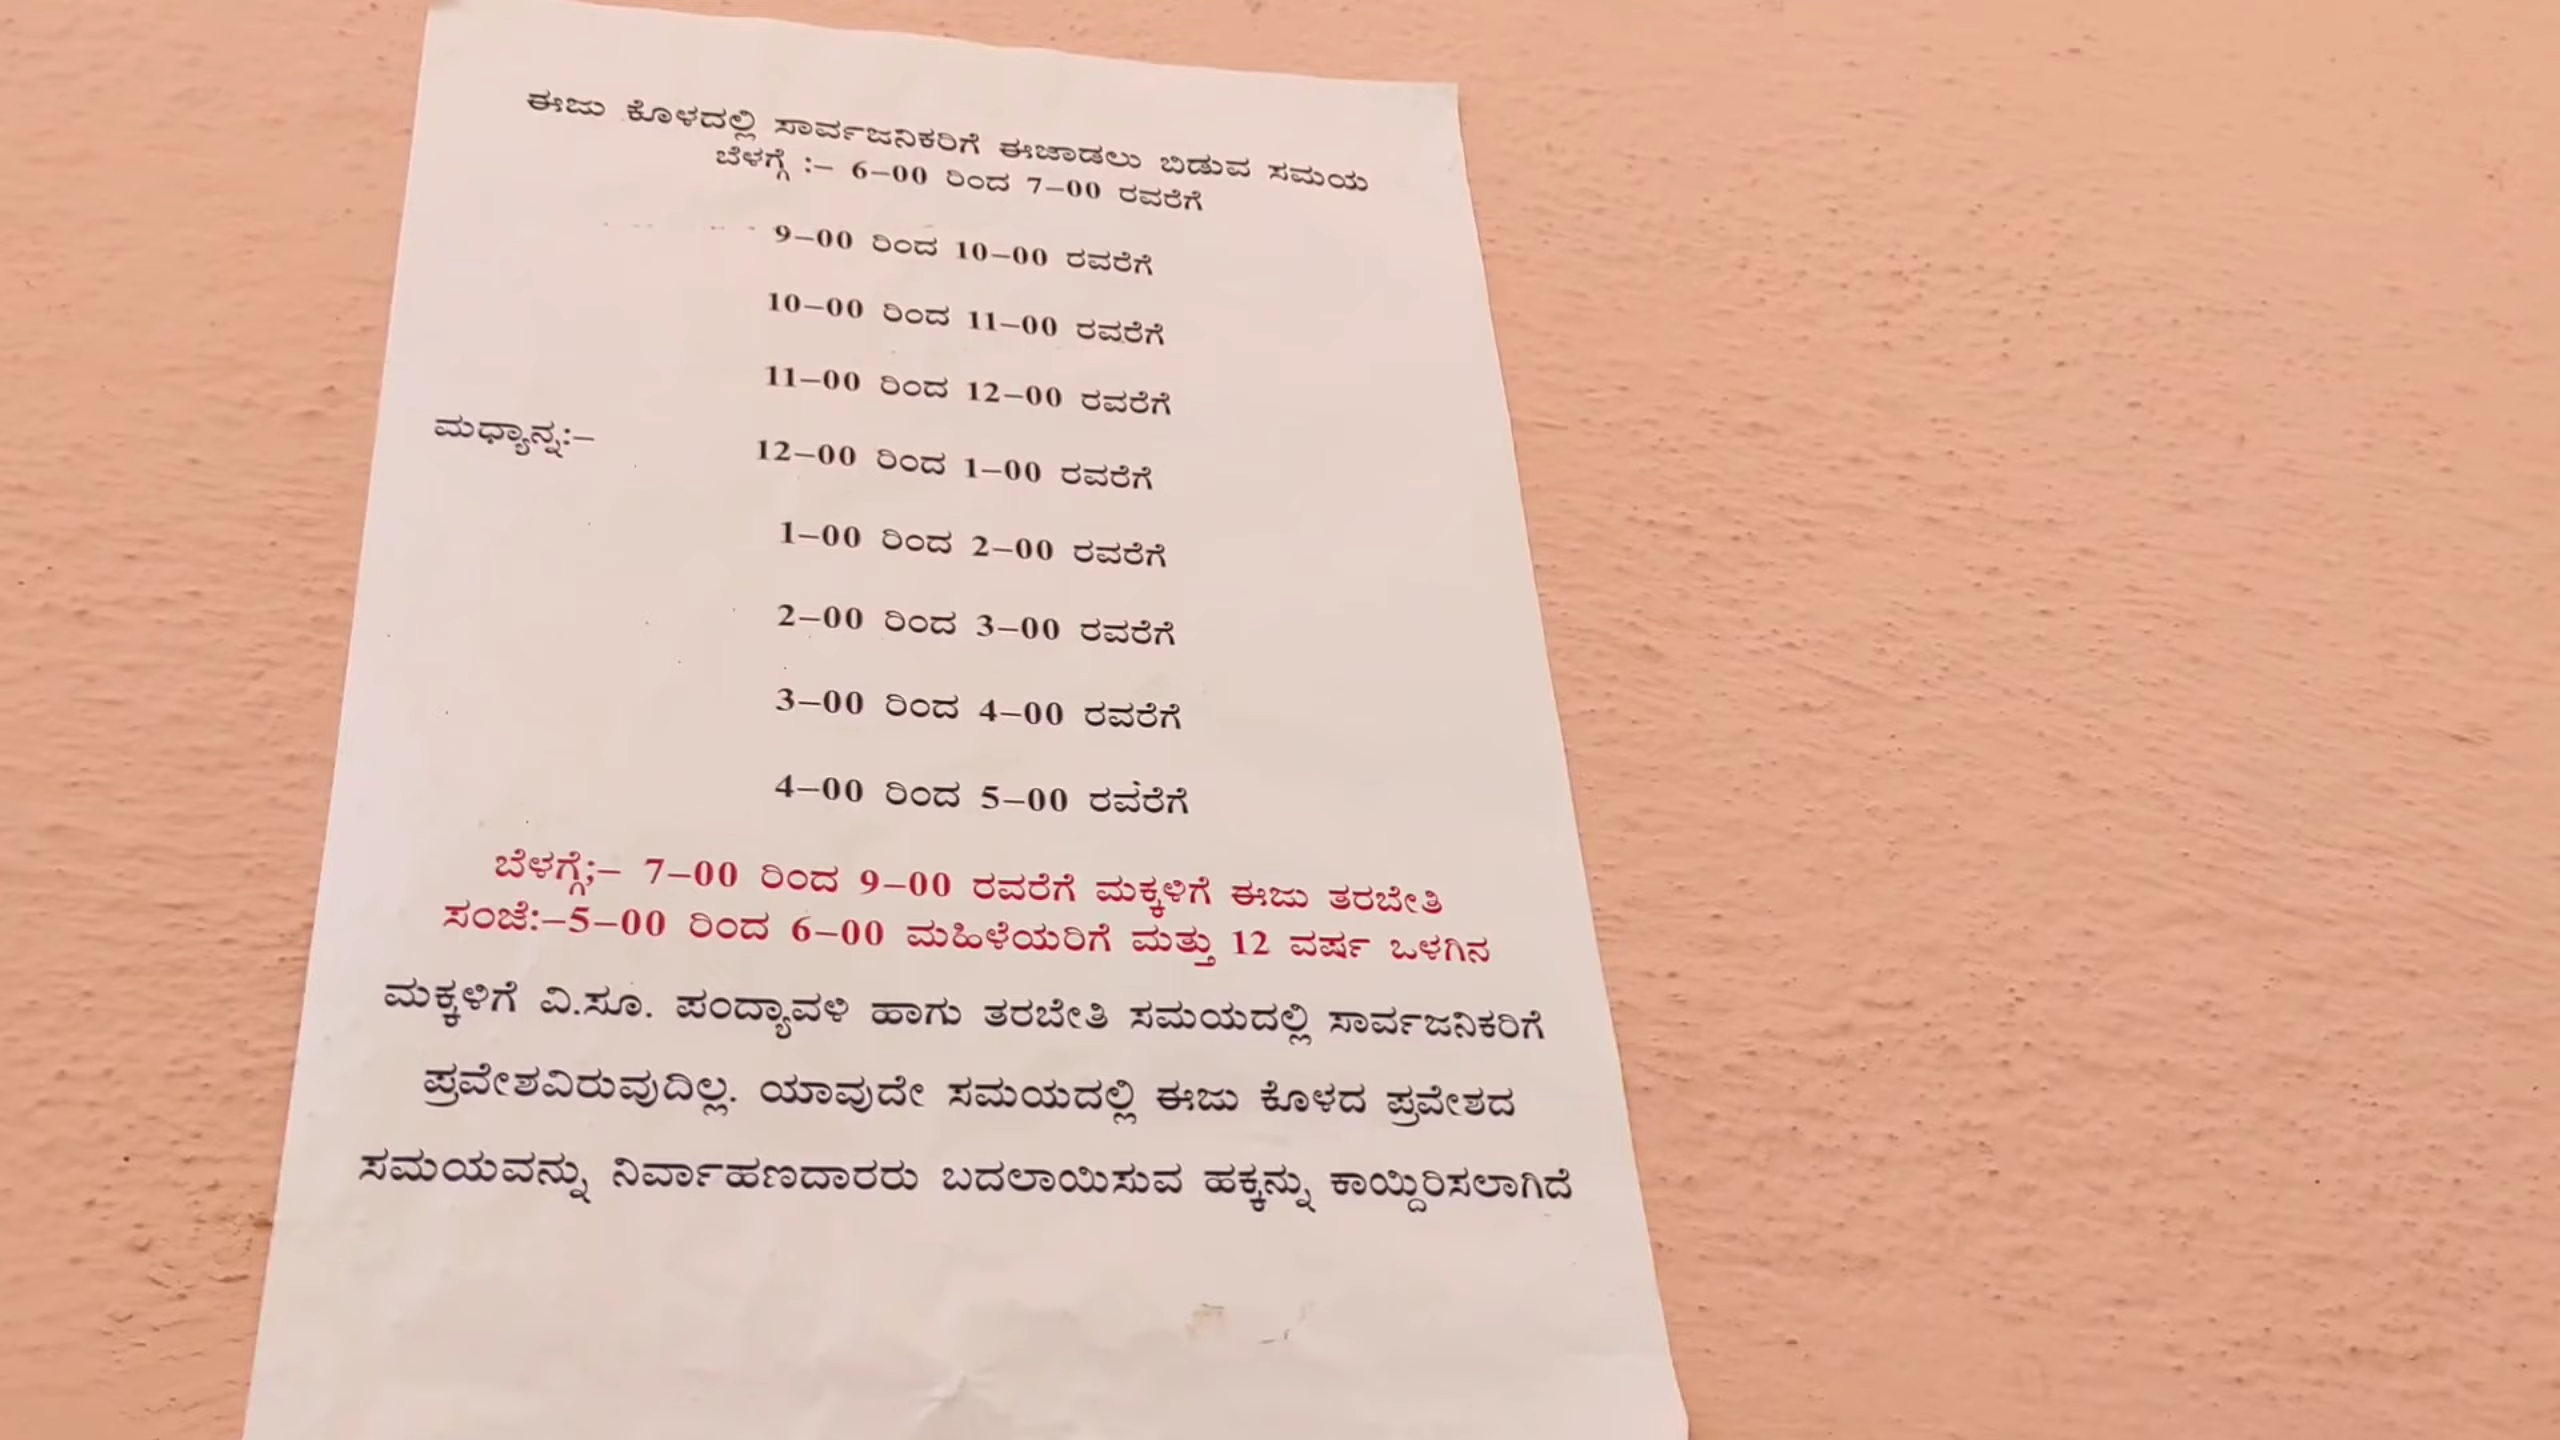 ಈಜು ಕೊಳದಲ್ಲಿ ಸಾರ್ವಜನಿಕರಿಗೆ ಈಜಾಡಲು ಬಿಡುವ ಸಮಯ
ಬೆಳಗ್ಗೆ :– 6–00 ರಿಂದ 7–00 ರವರೆಗೆ
9–00 ರಿಂದ 10–00 ರವರೆಗೆ
10–00 ರಿಂದ 11–00 ರವರೆಗೆ
11–00 ರಿಂದ 12–00 ರವರೆಗೆ
ಮಧ್ಯಾನ್ನ:– 12–00 ರಿಂದ 1–00 ರವರೆಗೆ
1–00 ರಿಂದ 2–00 ರವರೆಗೆ
2–00 ರಿಂದ 3–00 ರವರೆಗೆ
3–00 ರಿಂದ 4–00 ರವರೆಗೆ
4–00 ರಿಂದ 5–00 ರವರೆಗೆ
ಬೆಳಗ್ಗೆ;– 7–00 ರಿಂದ 9–00 ರವರೆಗೆ ಮಕ್ಕಳಿಗೆ ಈಜು ತರಬೇತಿ
ಸಂಜೆ:–5–00 ರಿಂದ 6–00 ಮಹಿಳೆಯರಿಗೆ ಮತ್ತು 12 ವರ್ಷ ಒಳಗಿನ
ಮಕ್ಕಳಿಗೆ ವಿ.ಸೂ. ಪಂದ್ಯಾವಳಿ ಹಾಗು ತರಬೇತಿ ಸಮಯದಲ್ಲಿ ಸಾರ್ವಜನಿಕರಿಗೆ
ಪ್ರವೇಶವಿರುವುದಿಲ್ಲ. ಯಾವುದೇ ಸಮಯದಲ್ಲಿ ಈಜು ಕೊಳದ ಪ್ರವೇಶದ
ಸಮಯವನ್ನು ನಿರ್ವಾಹಣದಾರರು ಬದಲಾಯಿಸುವ ಹಕ್ಕನ್ನು ಕಾಯ್ದಿರಿಸಲಾಗಿದೆ